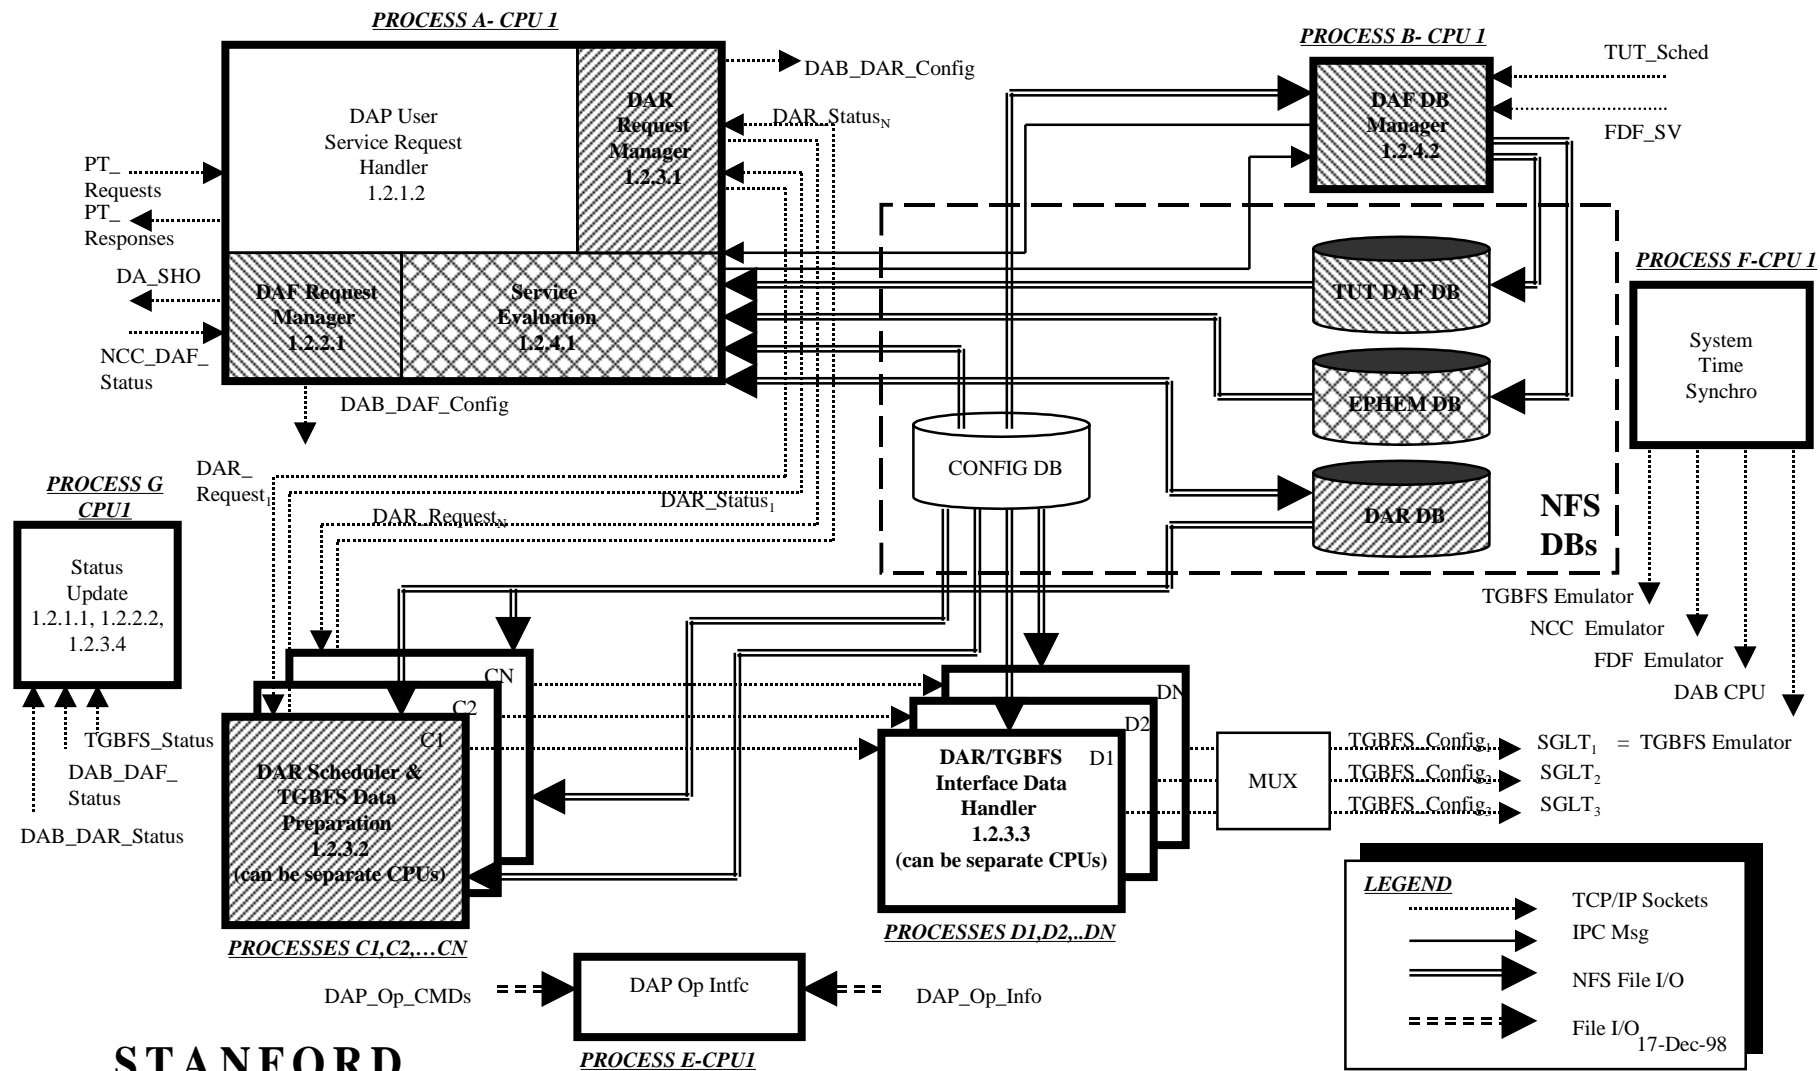 PROCESS A- CPU 1
DAP User
Service Request
Handler
1.2.1.2
DAR
Request
Manager
1.2.3.1
DAF Request
Manager
1.2.2.1
Service
Evaluation
1.2.4.1
PT_
Requests
PT_
Responses
DA_SHO
NCC_DAF_
Status
DAB_DAR_Config
DAR_Status N
DAB_DAF_Config
PROCESS B- CPU 1
DAF DB
Manager
1.2.4.2
TUT_Sched
FDF_SV
TUT DAF DB
EPHEM DB
DAR DB
CONFIG DB
NFS
DBs
PROCESS F-CPU 1
System
Time
Synchro
TGBFS Emulator
NCC Emulator
FDF Emulator
DAB CPU
PROCESS G
CPU1
Status
Update
1.2.1.1, 1.2.2.2,
1.2.3.4
TGBFS_Status
DAB_DAF_
Status
DAB_DAR_Status
DAR_
Request 1
DAR_Status 1
DAR_Request N
CN
C2
C1
DAR Scheduler &
TGBFS Data
Preparation
1.2.3.2
(can be separate CPUs)
PROCESSES C1,C2,…CN
DN
D2
D1
DAR/TGBFS
Interface Data
Handler
1.2.3.3
(can be separate CPUs)
PROCESSES D1,D2,..DN
MUX
TGBFS_Config 1
SGLT 1 = TGBFS Emulator
TGBFS_Config 2
SGLT 2
TGBFS_Config 3
SGLT 3
DAP_Op_CMDs
DAP Op Intfc
DAP_Op_Info
PROCESS E-CPU1
LEGEND
TCP/IP Sockets
IPC Msg
NFS File I/O
File I/O
17-Dec-98
STANFORD